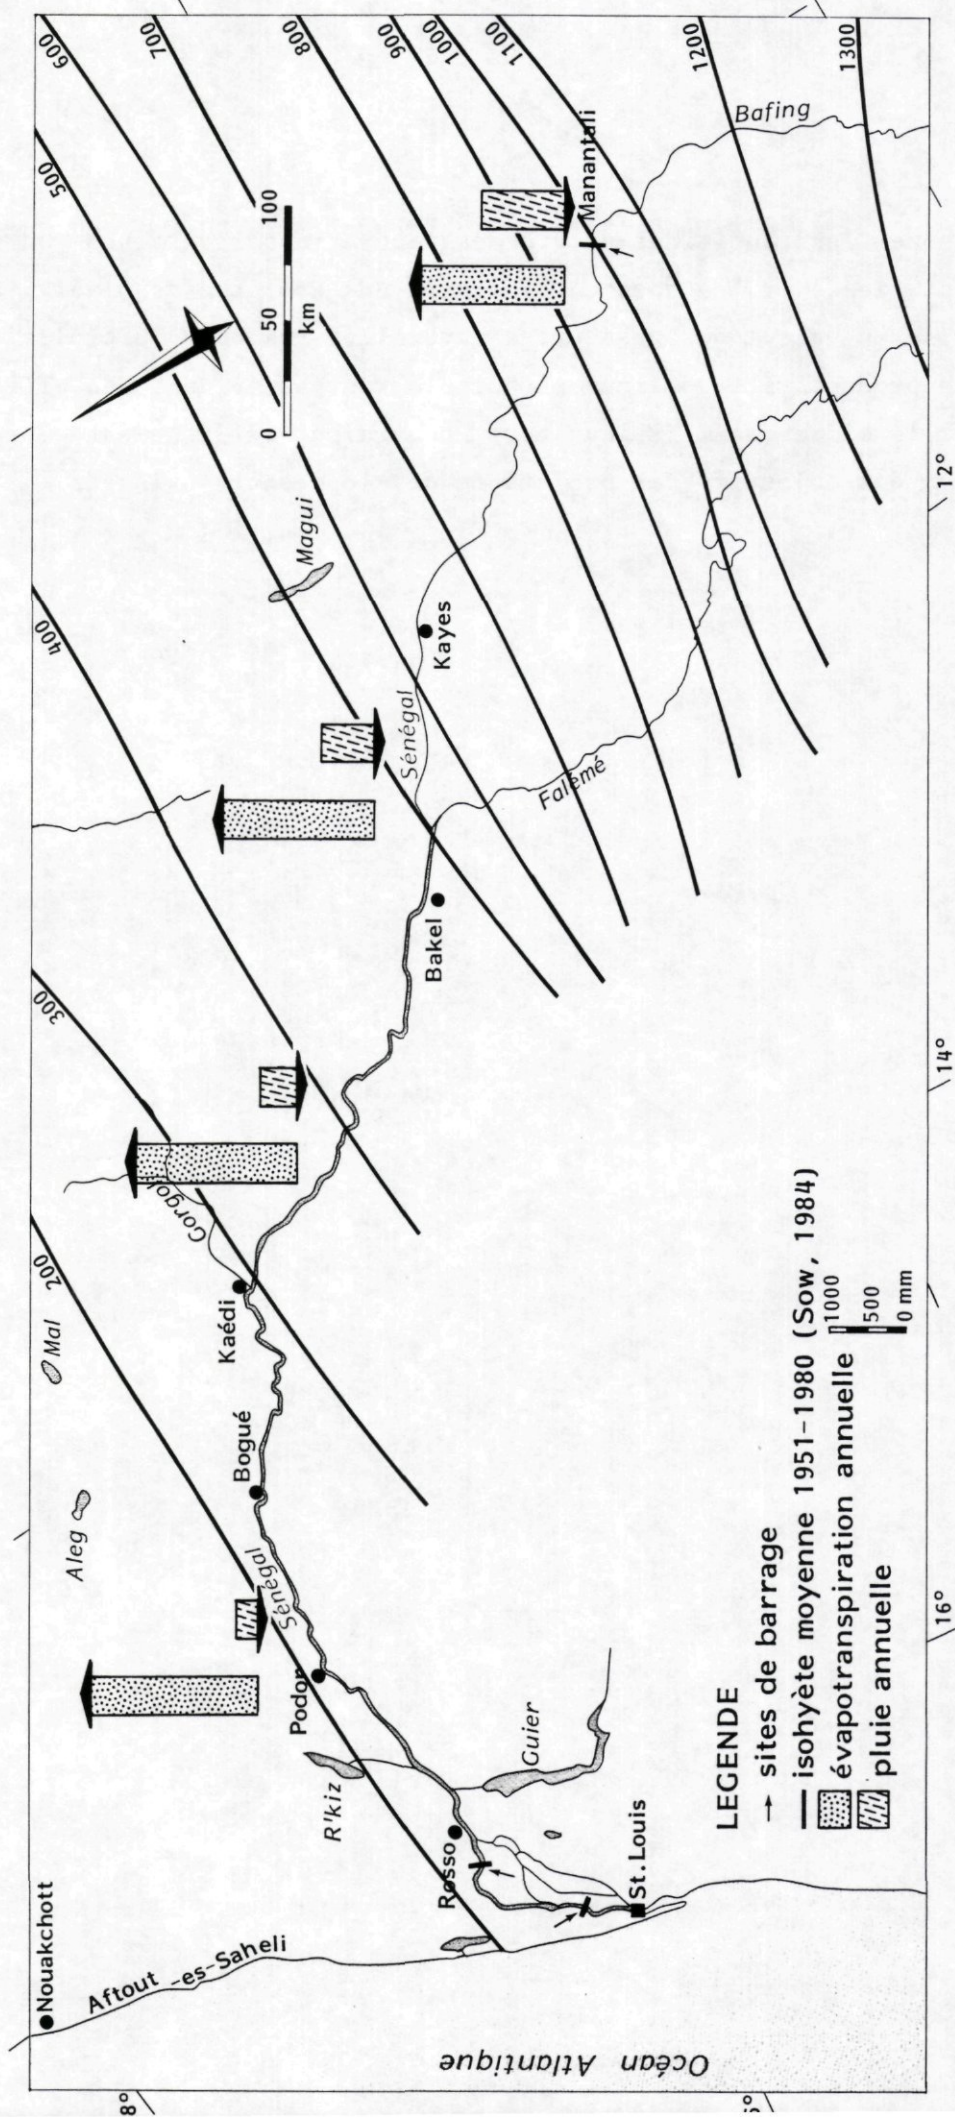 600
700
800
900
1000
1100
1200
1300
500
400
300
200
Bafing
Manantali
0 50 100
km
Magui
Kayes
Sénégal
Falémé
Bakel
Gorgol
Kaédi
Mal
Bogué
Aleg
Sénégal
Podor
R'kiz
Guier
Rosso
St.Louis
Nouakchott
Aftout -es-Saheli
Océan Atlantique
12°
14°
16°
LEGENDE
sites de barrage
isohyète moyenne 1951-1980 (Sow, 1984)
évapotranspiration annuelle
pluie annuelle
1000
500
0 mm